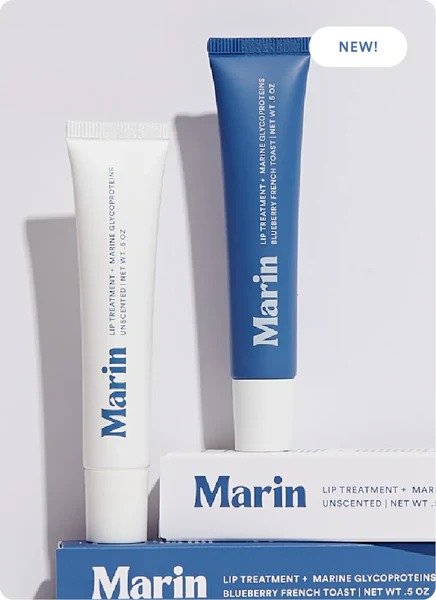 NEW!
Marin
LIP TREATMENT + MARINE GLYCOPROTEINS
BLUEBERRY FRENCH TOAST | NET WT .5 OZ
Marin
LIP TREATMENT + MARINE GLYCOPROTEINS
UNSCENTED | NET WT .5 OZ
Marin
LIP TREATMENT +
UNSCENTED | NET WT
Marin
LIP TREATMENT + MARINE GLYCOPROTEINS
BLUEBERRY FRENCH TOAST | NET WT .5 OZ